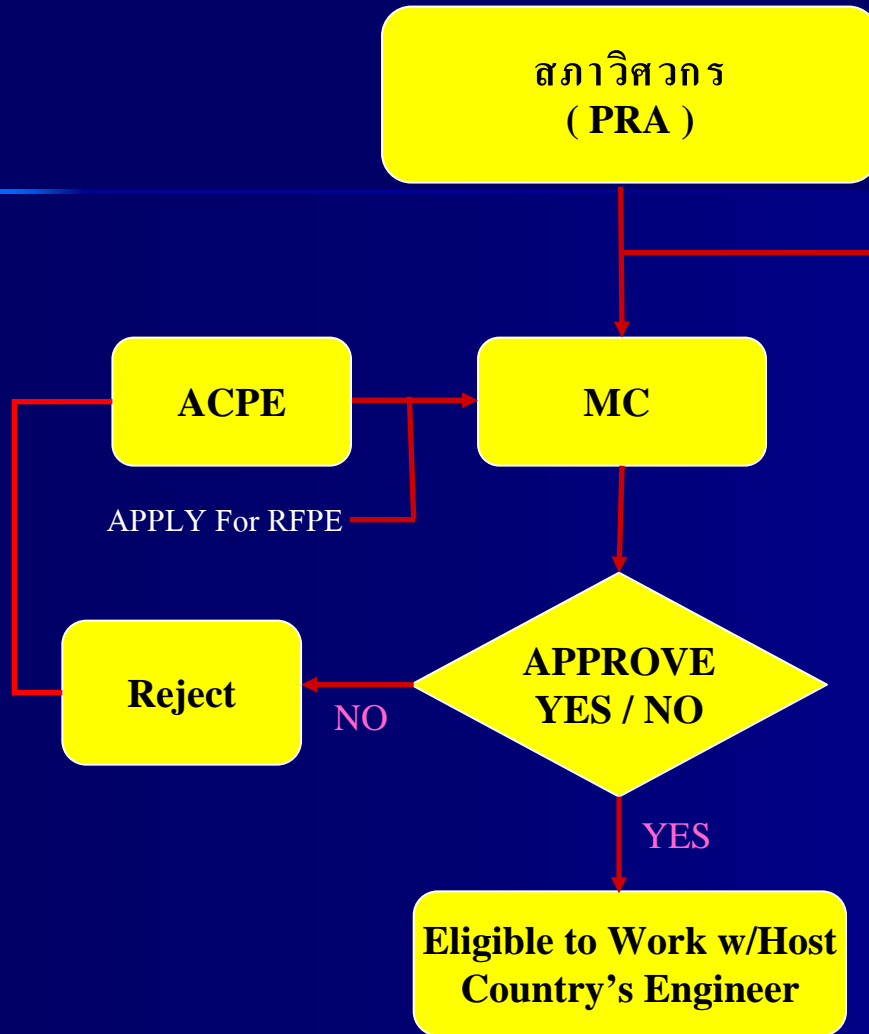 สภาวิศวกร
( PRA )
ACPE
MC
APPLY For RFPE
APPROVE
YES / NO
Reject
NO
YES
Eligible to Work w/Host
Country’s Engineer